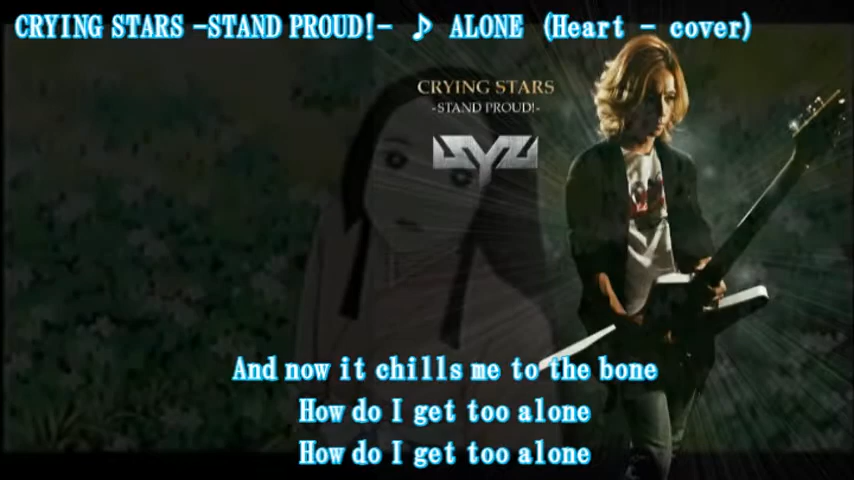 CRYING STARS -STAND PROUD!- ♪ ALONE (Heart - cover)
CRYING STARS
-STAND PROUD!-
syu
And now it chills me to the bone
How do I get too alone
How do I get too alone